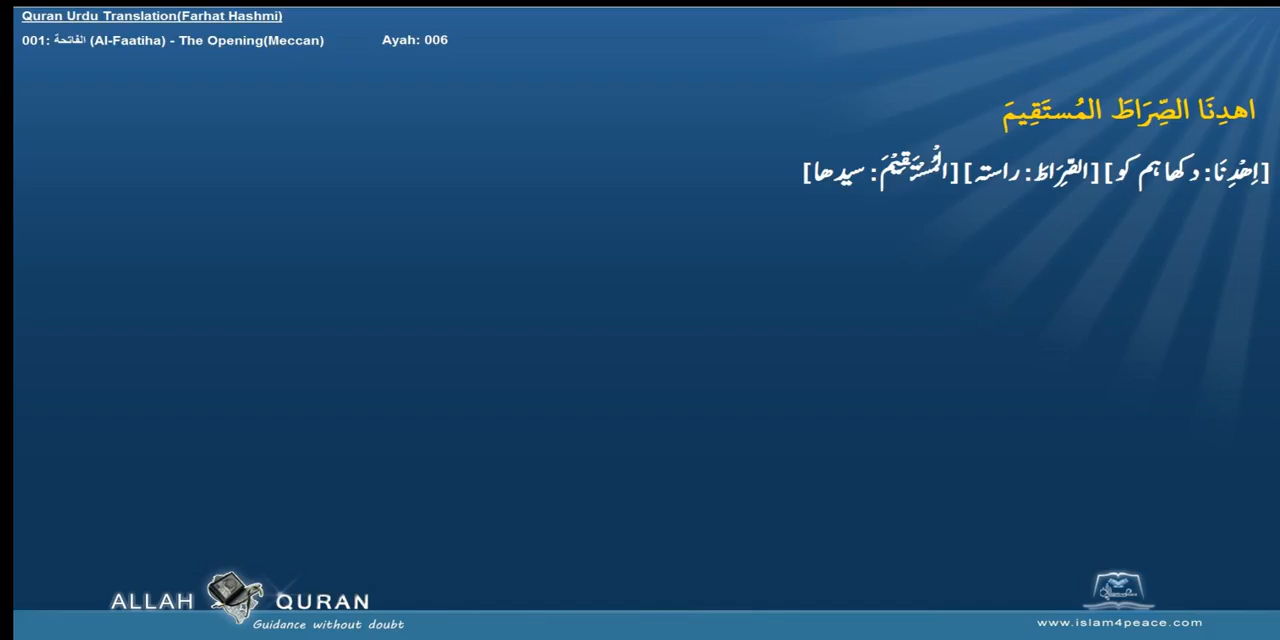 Quran Urdu Translation(Farhat Hashmi)
001: الفاتحة (Al-Faatiha) - The Opening(Meccan) Ayah: 006
اهدِنَا الصِّرَاطَ المُستَقِيمَ
[اِهْدِنَا: دکھا ہم کو] [الصِّرَاطَ: راستہ] [الْمُسْتَقِيْمَ: سیدھا]
ALLAH QURAN
Guidance without doubt
www.islam4peace.com